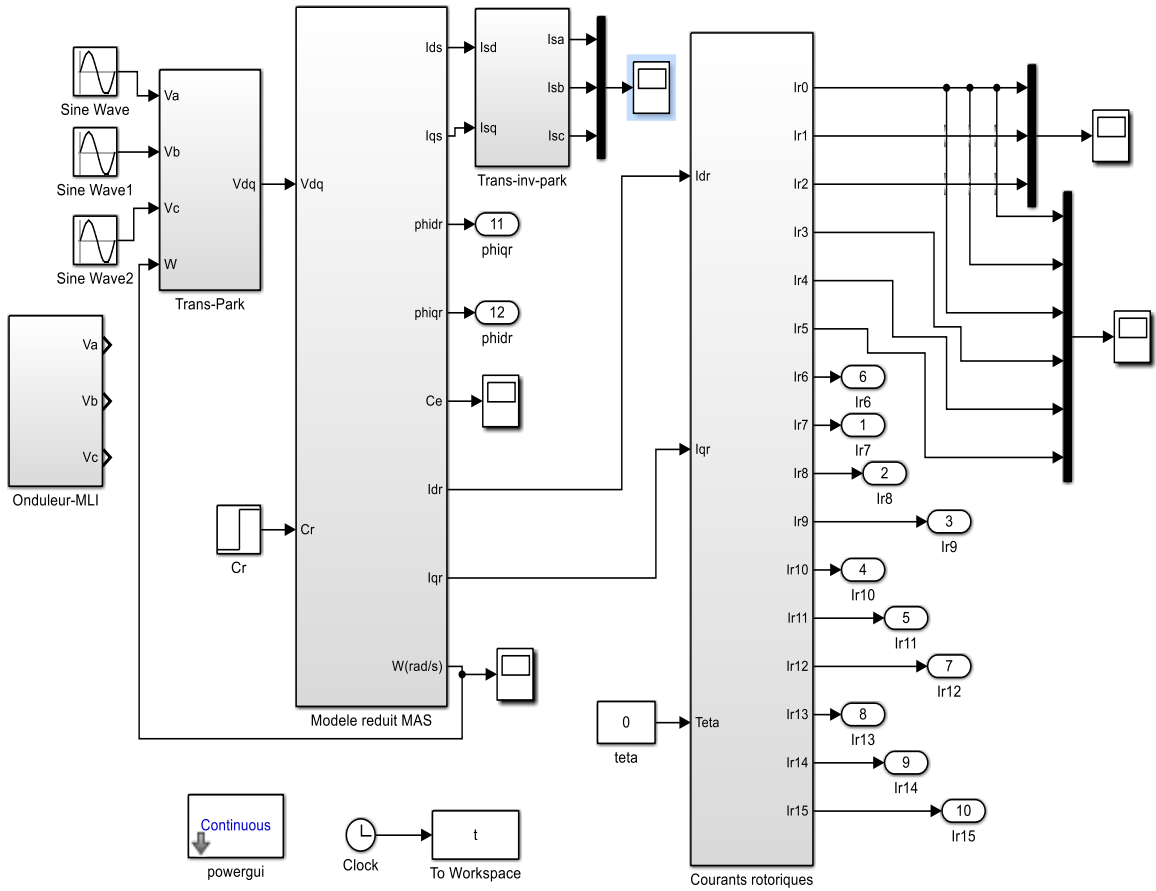 Sine Wave
Sine Wave1
Sine Wave2
Va
Vb
Vc
W
Vdq
Trans-Park
Va
Vb
Vc
Onduleur-MLI
Cr
Vdq
Cr
Ids
Iqs
phidr
phiqr
Ce
Idr
Iqr
W(rad/s)
Modele reduit MAS
Isd
Isq
Isa
Isb
Isc
Trans-inv-park
11
phiqr
12
phidr
0
teta
Idr
Iqr
Teta
Ir0
Ir1
Ir2
Ir3
Ir4
Ir5
Ir6
Ir7
Ir8
Ir9
Ir10
Ir11
Ir12
Ir13
Ir14
Ir15
Courants rotoriques
6
Ir6
1
Ir7
2
Ir8
3
Ir9
4
Ir10
5
Ir11
7
Ir12
8
Ir13
9
Ir14
10
Ir15
Continuous
powergui
Clock
t
To Workspace